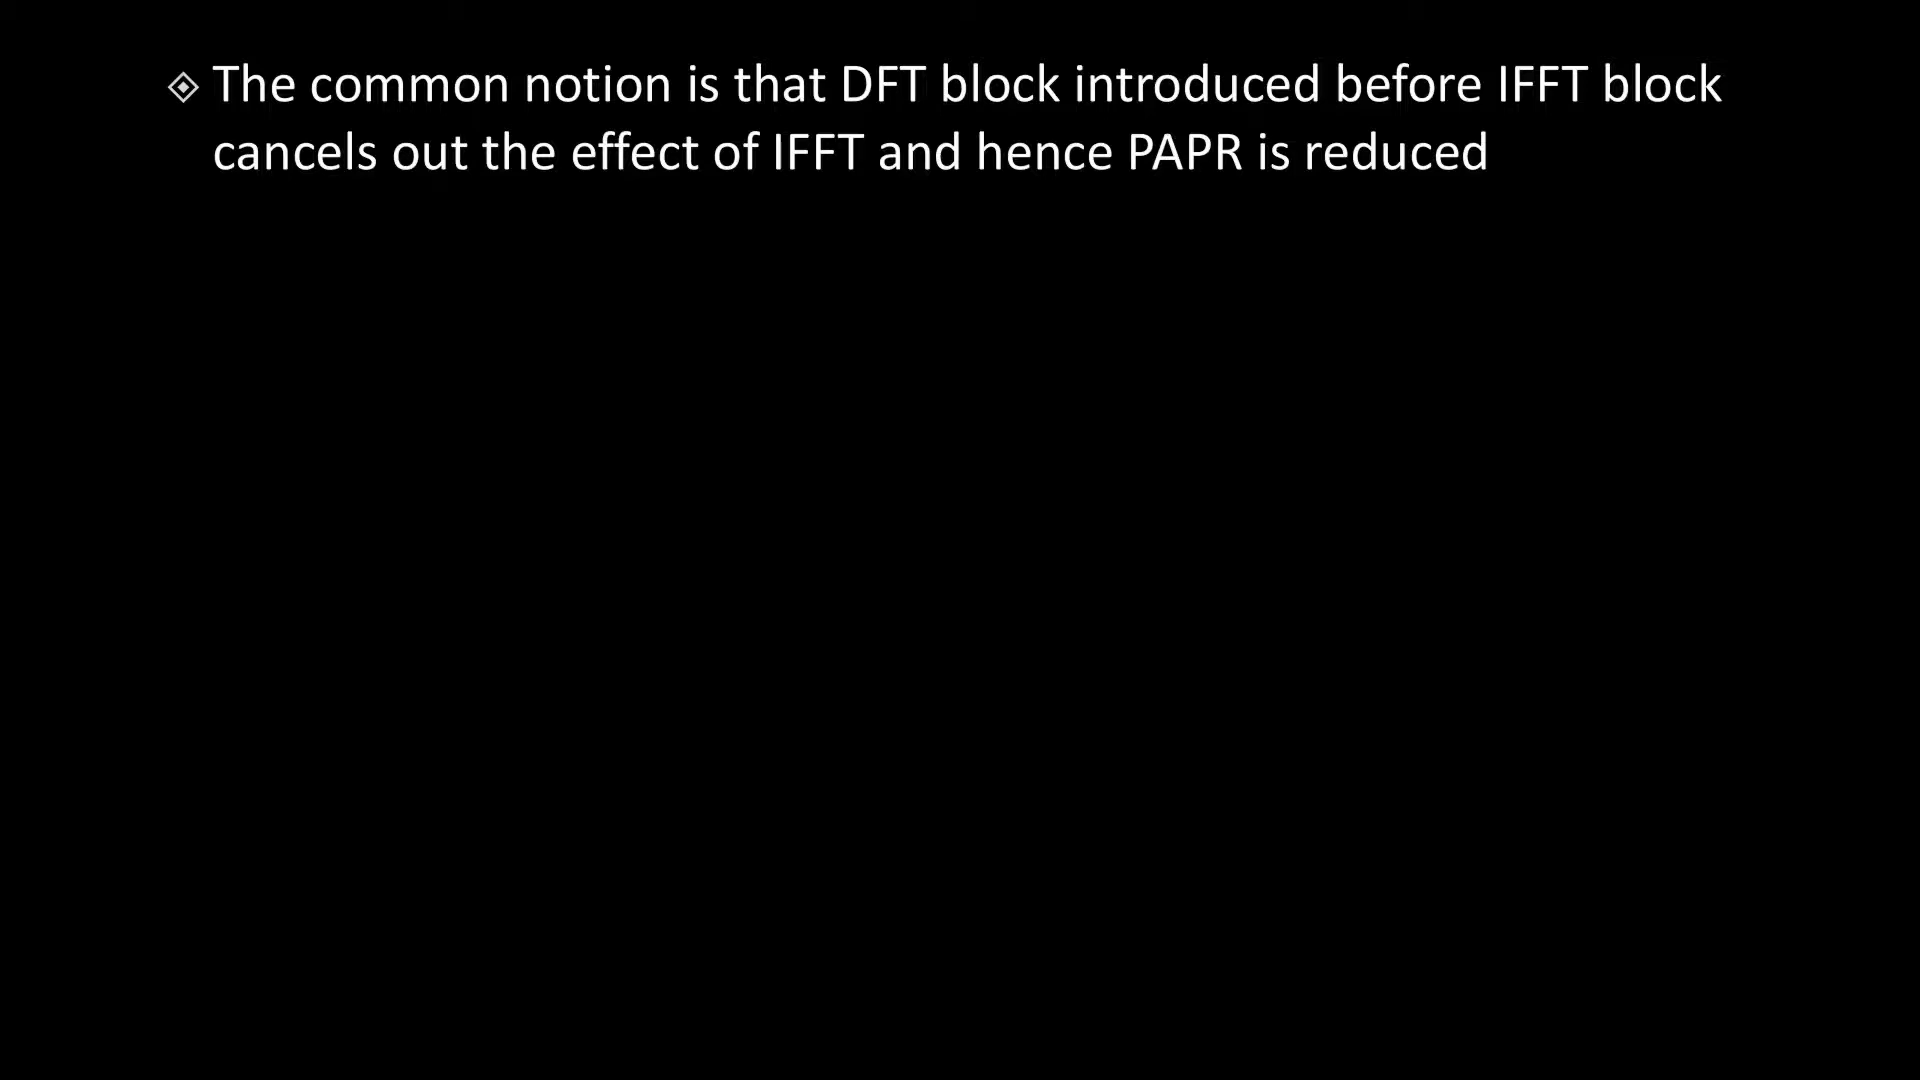 The common notion is that DFT block introduced before IFFT block
cancels out the effect of IFFT and hence PAPR is reduced